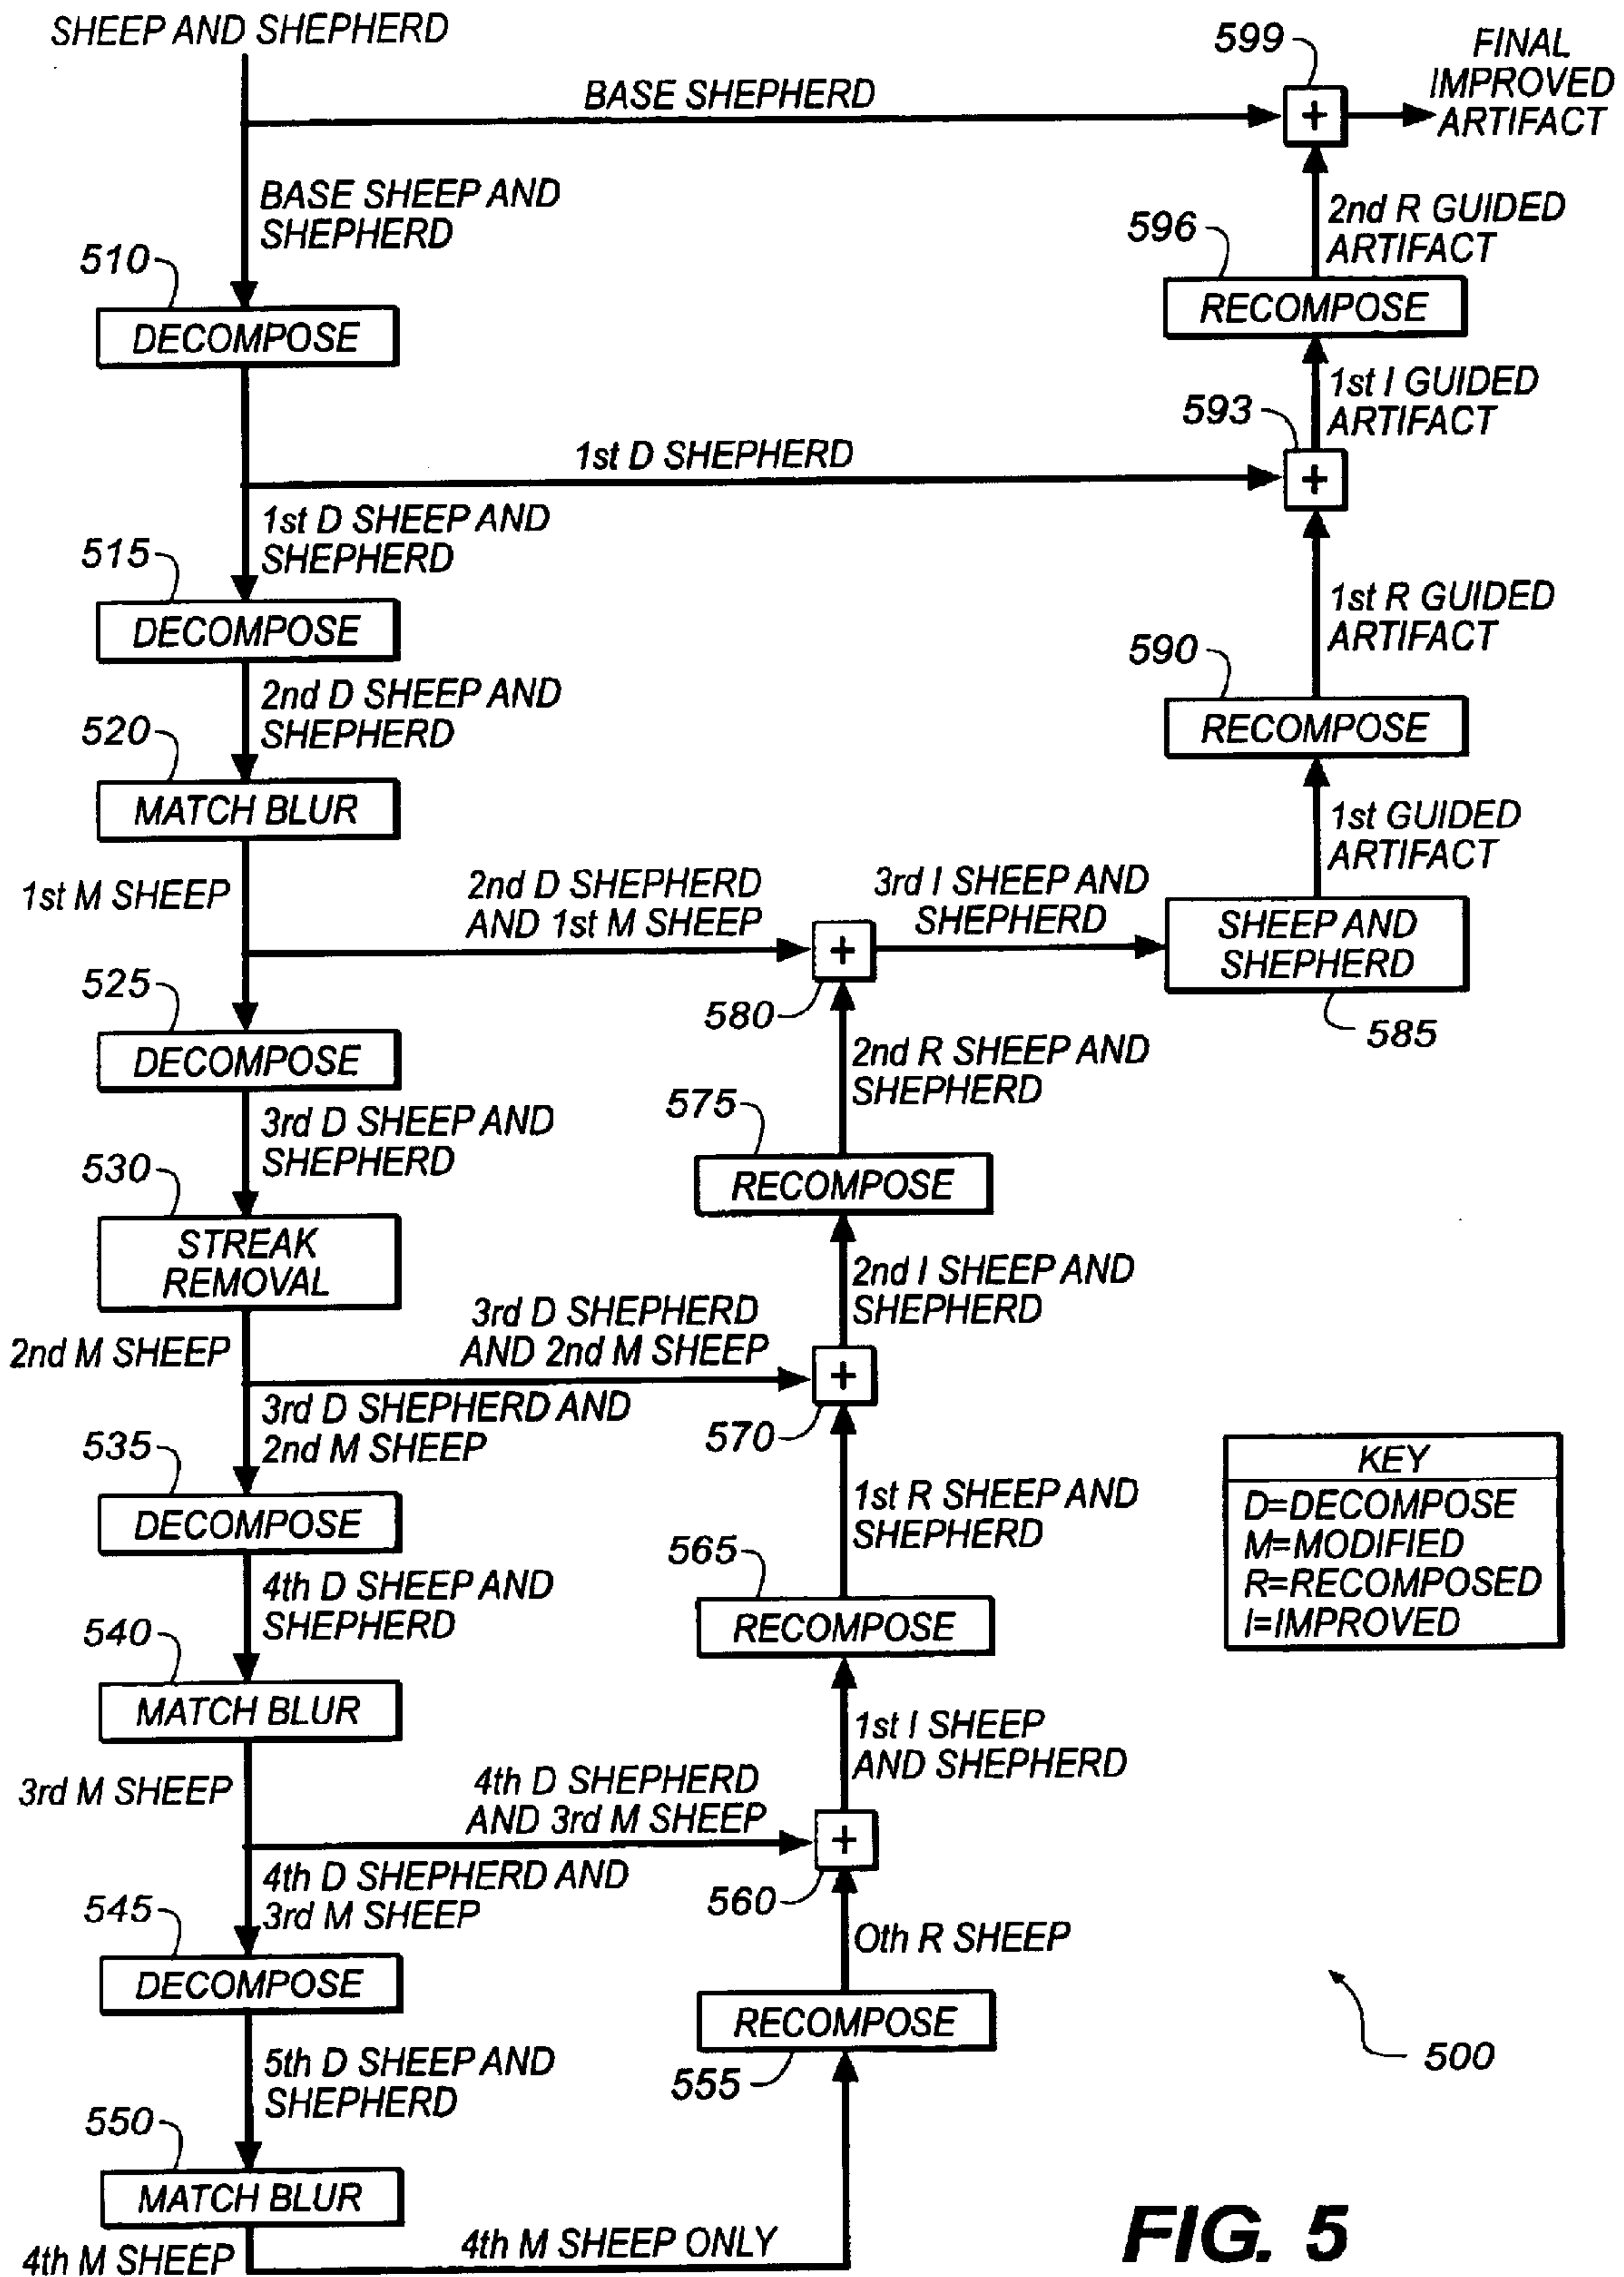 SHEEP AND SHEPHERD
599
FINAL
IMPROVED
ARTIFACT
BASE SHEPHERD
+
BASE SHEEP AND
SHEPHERD
2nd R GUIDED
ARTIFACT
596
510
RECOMPOSE
DECOMPOSE
1st I GUIDED
ARTIFACT
593
1st D SHEPHERD
+
1st D SHEEP AND
SHEPHERD
515
1st R GUIDED
ARTIFACT
DECOMPOSE
590
2nd D SHEEP AND
SHEPHERD
520
RECOMPOSE
MATCH BLUR
1st GUIDED
ARTIFACT
1st M SHEEP
2nd D SHEPHERD
AND 1st M SHEEP
3rd I SHEEP AND
SHEPHERD
+
SHEEP AND
SHEPHERD
525
580
585
DECOMPOSE
2nd R SHEEP AND
SHEPHERD
575
3rd D SHEEP AND
SHEPHERD
530
RECOMPOSE
STREAK
REMOVAL
2nd I SHEEP AND
SHEPHERD
2nd M SHEEP
3rd D SHEPHERD
AND 2nd M SHEEP
+
3rd D SHEPHERD AND
2nd M SHEEP
570
535
KEY
D=DECOMPOSE
M=MODIFIED
R=RECOMPOSED
I=IMPROVED
1st R SHEEP AND
SHEPHERD
DECOMPOSE
565
4th D SHEEP AND
SHEPHERD
RECOMPOSE
540
MATCH BLUR
1st I SHEEP
AND SHEPHERD
3rd M SHEEP
4th D SHEPHERD
AND 3rd M SHEEP
+
4th D SHEPHERD AND
3rd M SHEEP
560
545
0th R SHEEP
DECOMPOSE
RECOMPOSE
555
500
5th D SHEEP AND
SHEPHERD
550
MATCH BLUR
4th M SHEEP
4th M SHEEP ONLY
FIG. 5